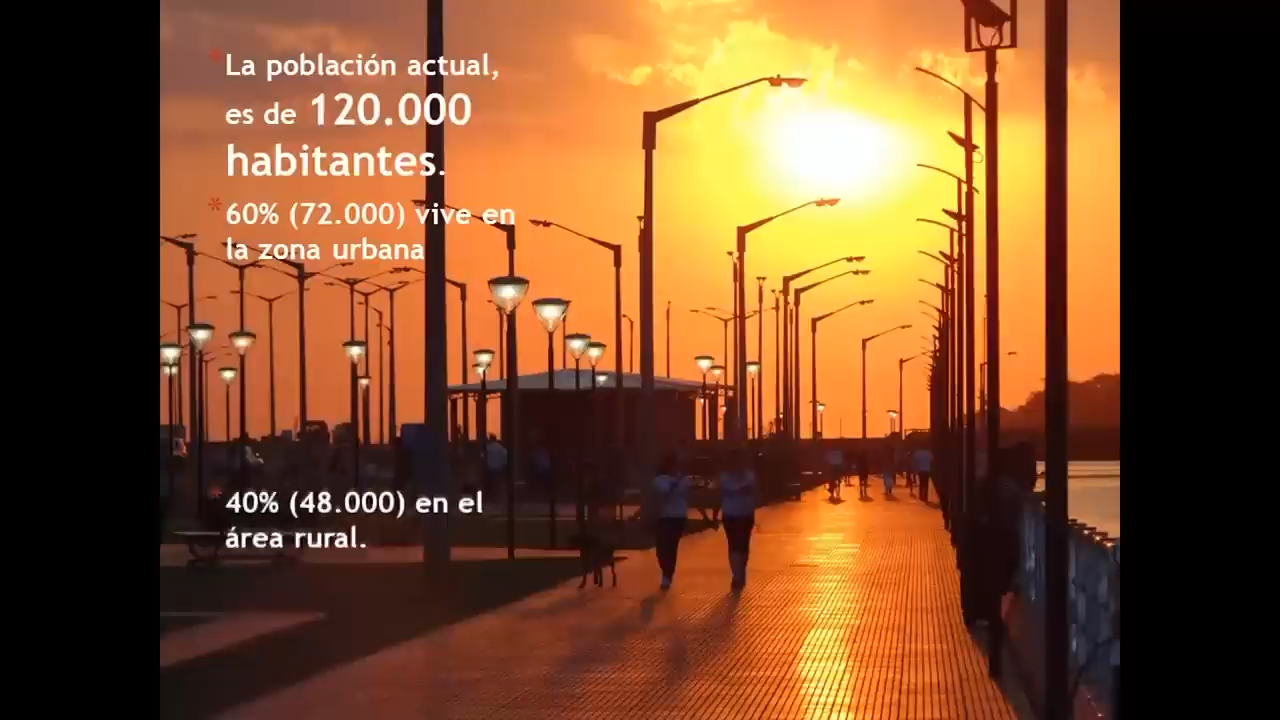 * La población actual,
es de 120.000
habitantes.
* 60% (72.000) vive en
la zona urbana
* 40% (48.000) en el
área rural.